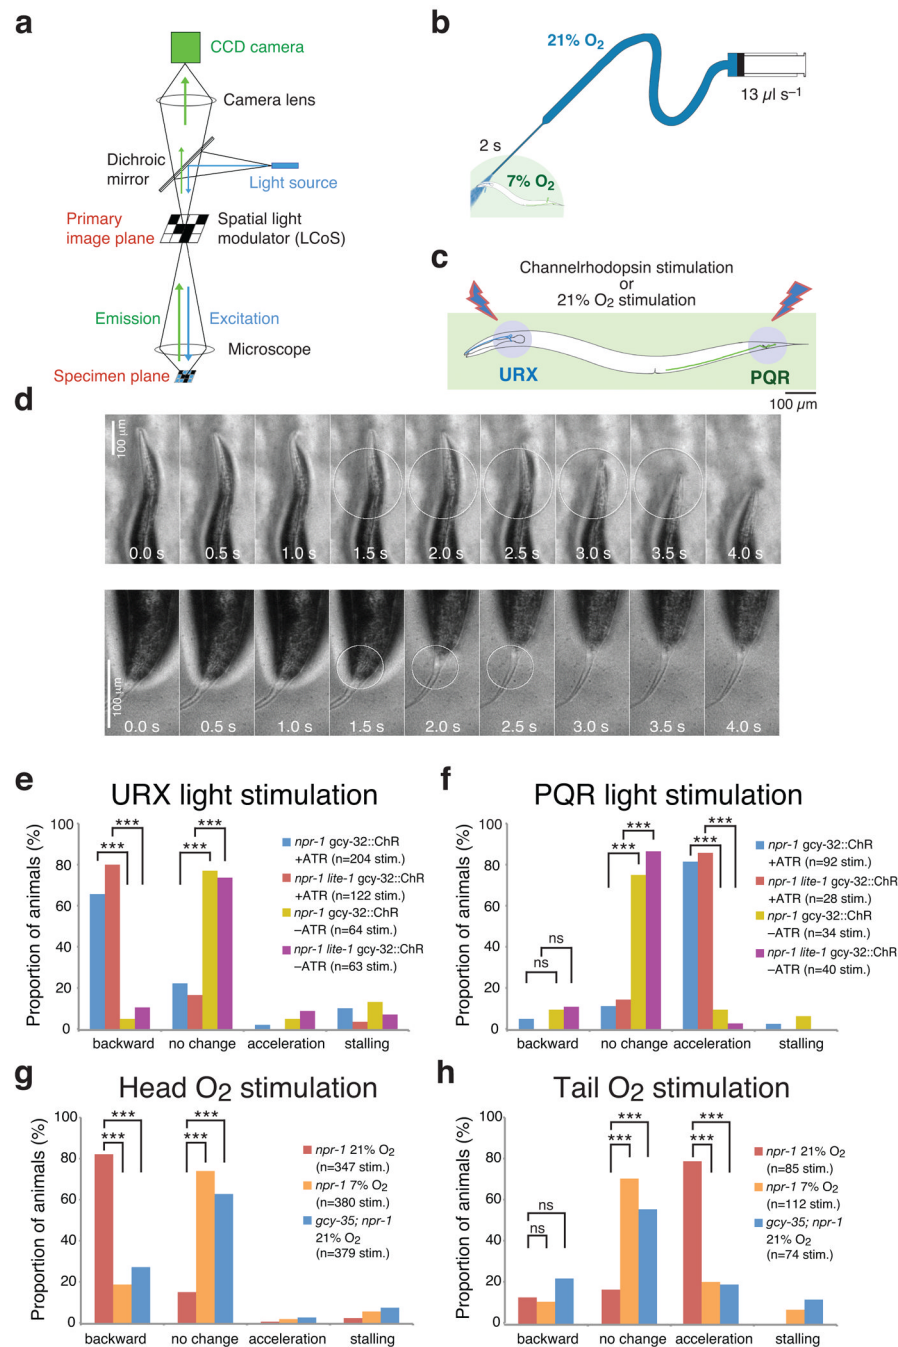 a
CCD camera
Camera lens
Dichroic
mirror
Light source
Primary
image plane
Spatial light
modulator (LCoS)
Emission
Excitation
Microscope
Specimen plane
b
21% O2
13 µl s–1
2 s
7% O2
c
Channelrhodopsin stimulation
or
21% O2 stimulation
URX
PQR
100 µm
d
100 µm
0.0 s 0.5 s 1.0 s 1.5 s 2.0 s 2.5 s 3.0 s 3.5 s 4.0 s
100 µm
0.0 s 0.5 s 1.0 s 1.5 s 2.0 s 2.5 s 3.0 s 3.5 s 4.0 s
e
URX light stimulation
Proportion of animals (%)
100
80
60
40
20
0
***
***
***
***
npr-1 gcy-32::ChR
+ATR (n=204 stim.)
npr-1 lite-1 gcy-32::ChR
+ATR (n=122 stim.)
npr-1 gcy-32::ChR
–ATR (n=64 stim.)
npr-1 lite-1 gcy-32::ChR
–ATR (n=63 stim.)
backward no change acceleration stalling
f
PQR light stimulation
Proportion of animals (%)
100
80
60
40
20
0
ns
ns
***
***
***
***
npr-1 gcy-32::ChR
+ATR (n=92 stim.)
npr-1 lite-1 gcy-32::ChR
+ATR (n=28 stim.)
npr-1 gcy-32::ChR
–ATR (n=34 stim.)
npr-1 lite-1 gcy-32::ChR
–ATR (n=40 stim.)
backward no change acceleration stalling
g
Head O2 stimulation
Proportion of animals (%)
100
80
60
40
20
0
***
***
***
***
npr-1 21% O2
(n=347 stim.)
npr-1 7% O2
(n=380 stim.)
gcy-35; npr-1
21% O2
(n=379 stim.)
backward no change acceleration stalling
h
Tail O2 stimulation
Proportion of animals (%)
100
80
60
40
20
0
ns
ns
***
***
***
***
npr-1 21% O2
(n=85 stim.)
npr-1 7% O2
(n=112 stim.)
gcy-35; npr-1
21% O2
(n=74 stim.)
backward no change acceleration stalling